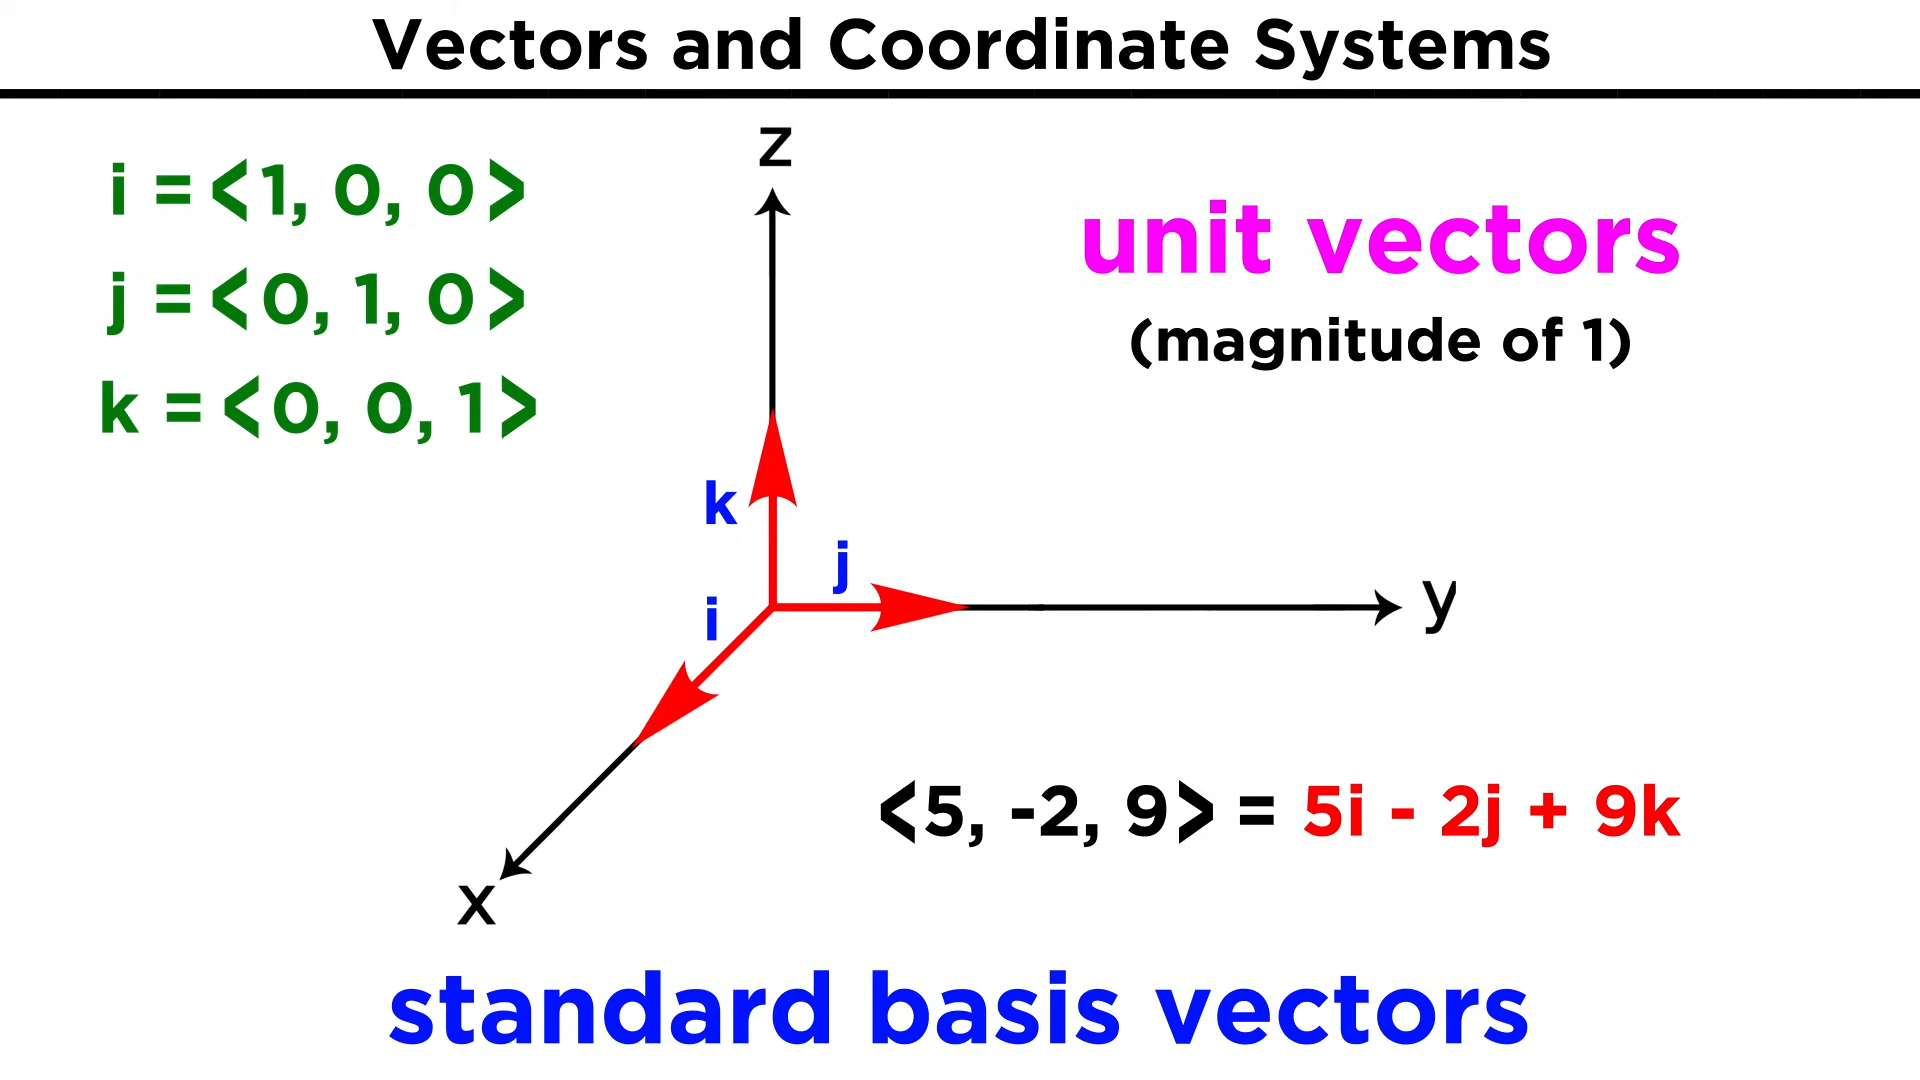 Vectors and Coordinate Systems
i = <1, 0, 0>
j = <0, 1, 0>
k = <0, 0, 1>
z
unit vectors
(magnitude of 1)
k
j
i
y
x
<5, -2, 9> = 5i - 2j + 9k
standard basis vectors